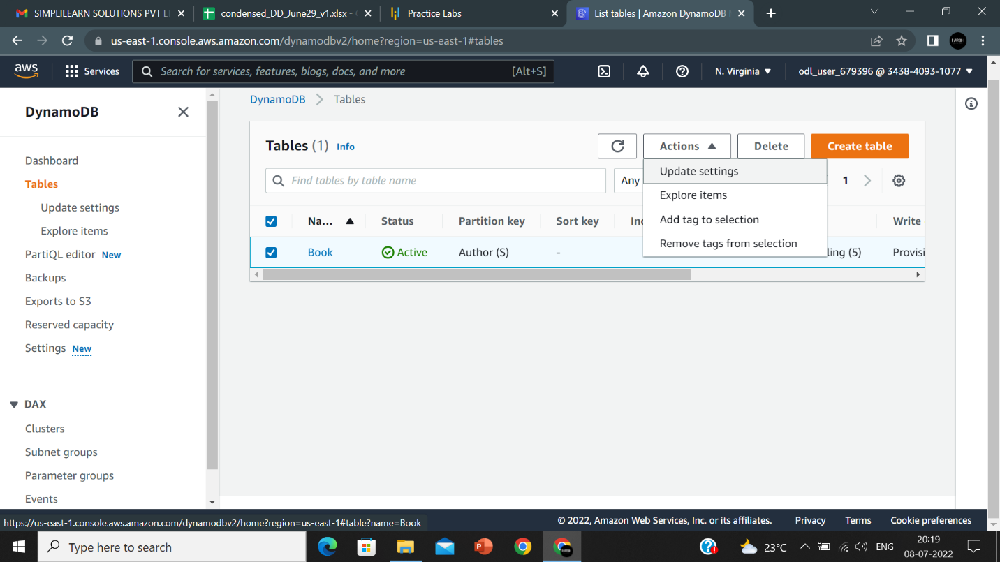 SIMPLILEARN SOLUTIONS PVT LT
condensed_DD_June29_v1.xlsx -
Practice Labs
List tables | Amazon DynamoDB
us-east-1.console.aws.amazon.com/dynamodbv2/home?region=us-east-1#tables
aws
Services
Search for services, features, blogs, docs, and more
[Alt+S]
N. Virginia
odl_user_679396 @ 3438-4093-1077
DynamoDB
Dashboard
Tables
Update settings
Explore items
PartiQL editor New
Backups
Exports to S3
Reserved capacity
Settings New
DAX
Clusters
Subnet groups
Parameter groups
Events
DynamoDB
Tables
Tables (1) Info
Actions
Delete
Create table
Find tables by table name
Any
1
Update settings
Explore items
Add tag to selection
Remove tags from selection
Na...
Status
Partition key
Sort key
Write
Book
Active
Author (S)
-
ling (5)
Provisi
https://us-east-1.console.aws.amazon.com/dynamodbv2/home?region=us-east-1#table?name=Book
© 2022, Amazon Web Services, Inc. or its affiliates.
Privacy
Terms
Cookie preferences
Type here to search
23°C
ENG
20:19
08-07-2022